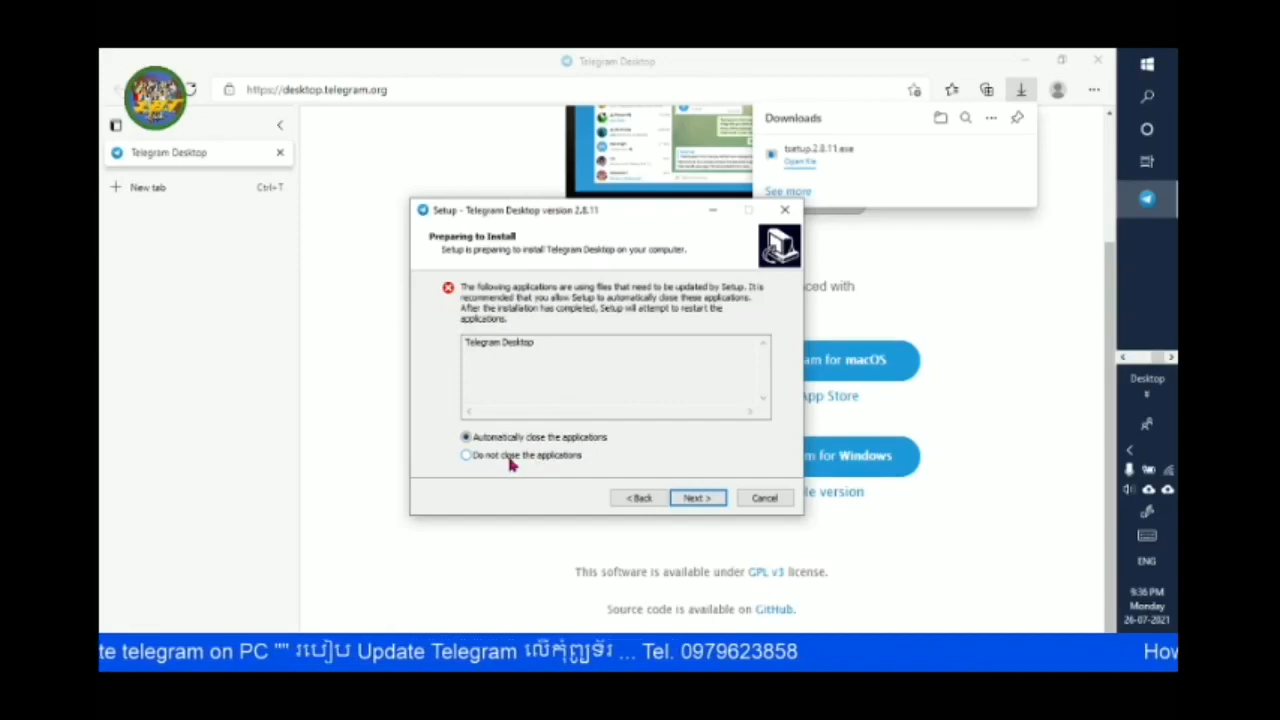 Telegram Desktop
https://desktop.telegram.org
Telegram Desktop
New tab Ctrl+T
Downloads
tsetup.2.8.11.exe
Open file
See more
Setup - Telegram Desktop version 2.8.11
Preparing to Install
Setup is preparing to install Telegram Desktop on your computer.
The following applications are using files that need to be updated by Setup. It is
recommended that you allow Setup to automatically close these applications.
After the installation has completed, Setup will attempt to restart the
applications.
Telegram Desktop
Automatically close the applications
Do not close the applications
< Back Next > Cancel
ced with
am for macOS
App Store
m for Windows
le version
This software is available under GPL v3 license.
Source code is available on GitHub.
Desktop
ENG
9:36 PM
Monday
26-07-2021
te telegram on PC "" របៀប Update Telegram លើកុំព្យូទ័រ ... Tel. 0979623858 How